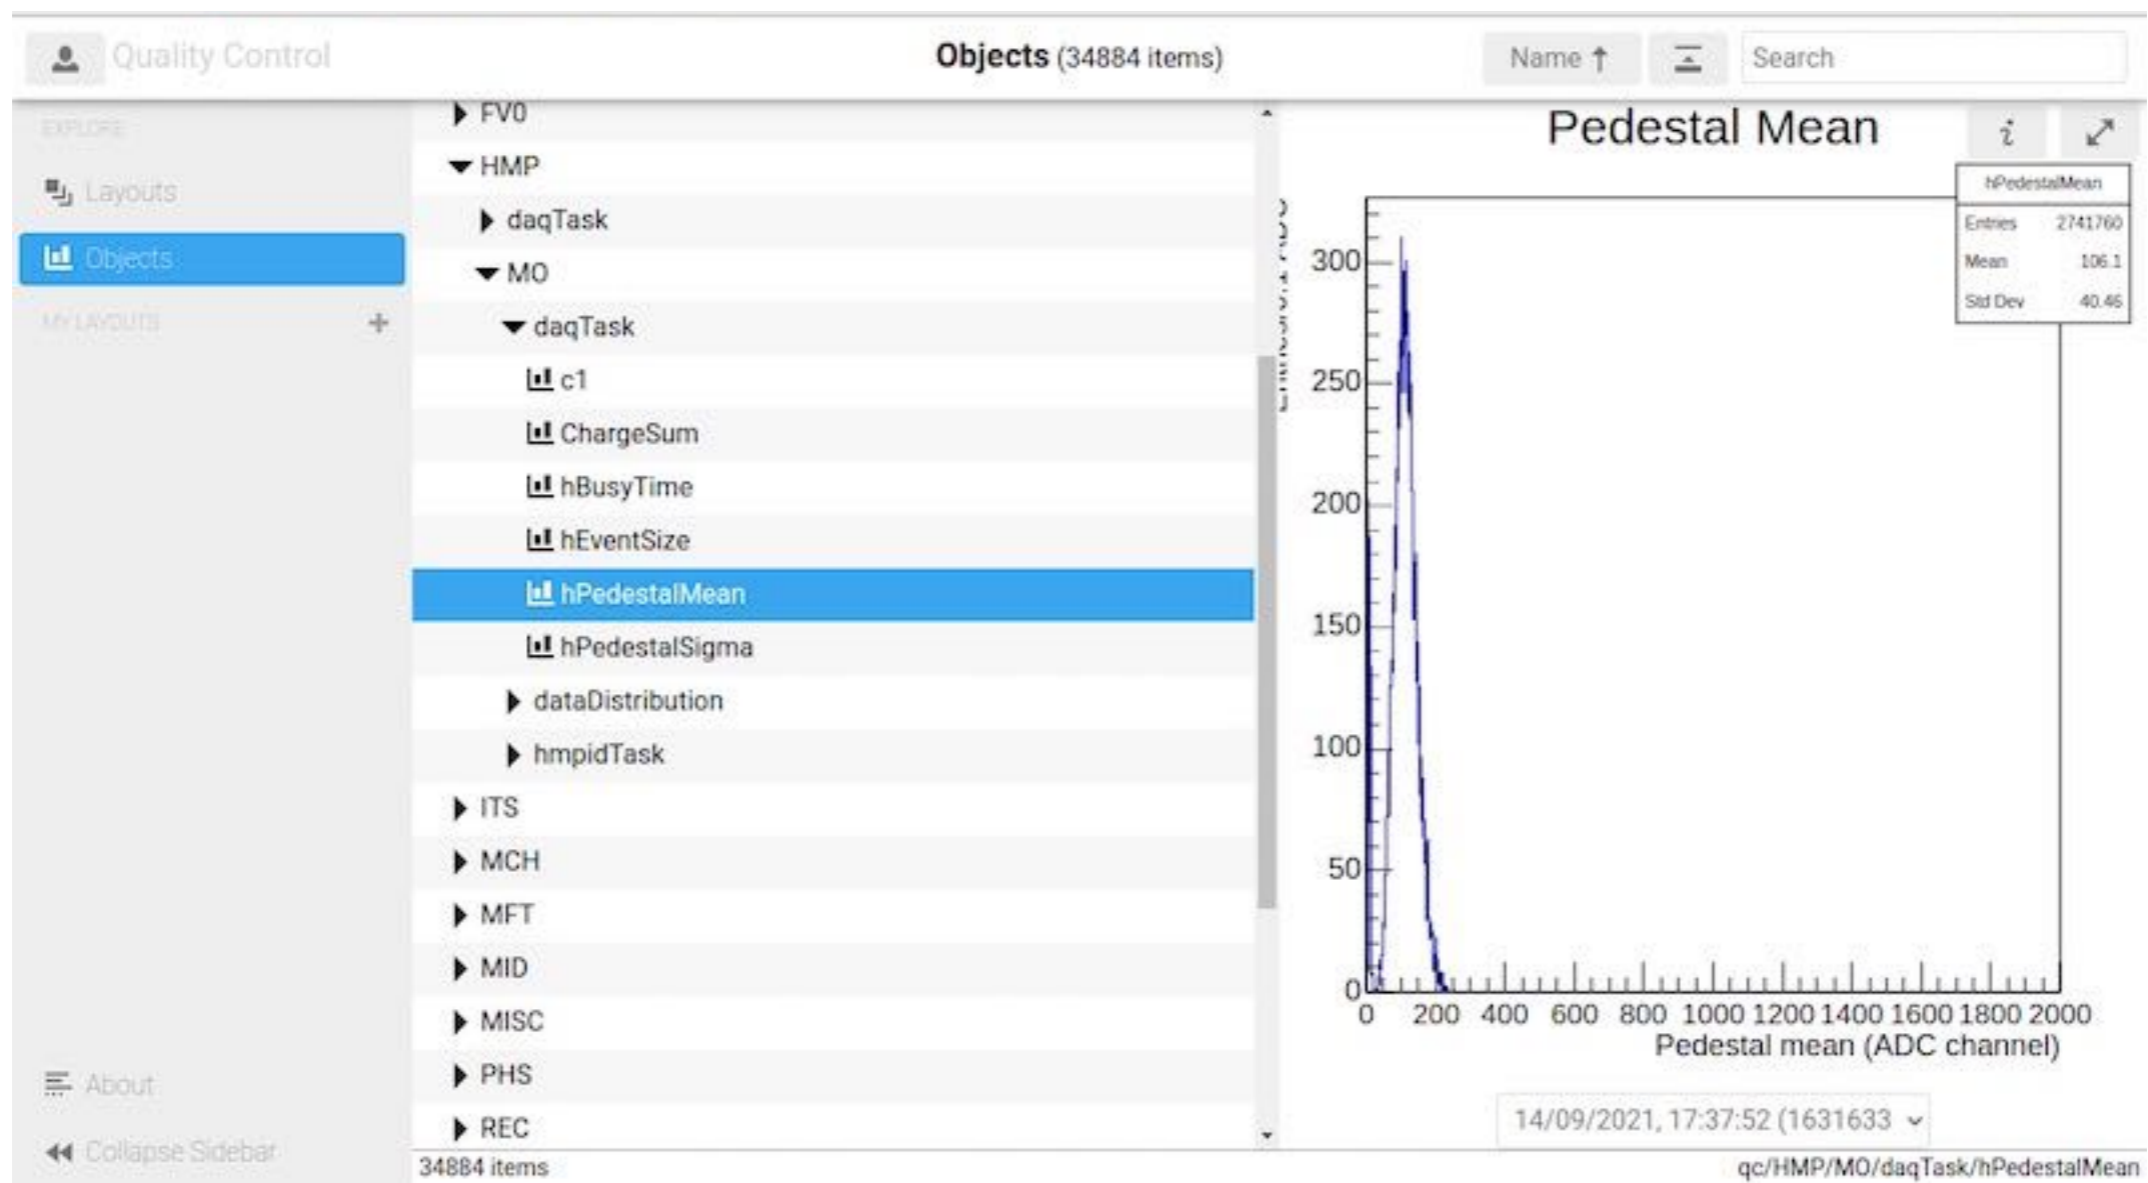 Quality Control
Objects (34884 items)
Name ↑
Search
EXPLORE
Layouts
Objects
MY LAYOUTS
+
About
Collapse Sidebar
FV0
HMP
daqTask
MO
daqTask
c1
ChargeSum
hBusyTime
hEventSize
hPedestalMean
hPedestalSigma
dataDistribution
hmpidTask
ITS
MCH
MFT
MID
MISC
PHS
REC
34884 items
Pedestal Mean
i
hPedestalMean
Entries 2741760
Mean 106.1
Std Dev 40.46
300
250
200
150
100
50
0
0 200 400 600 800 1000 1200 1400 1600 1800 2000
Pedestal mean (ADC channel)
14/09/2021, 17:37:52 (1631633
qc/HMP/MO/daqTask/hPedestalMean